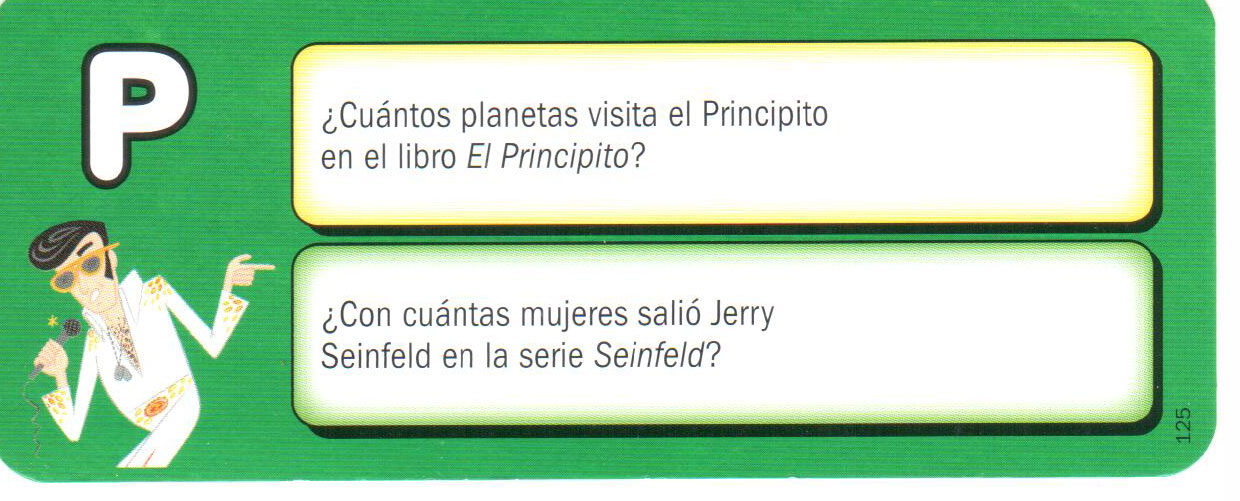 P
¿Cuántos planetas visita el Principito
en el libro El Principito?
¿Con cuántas mujeres salió Jerry
Seinfeld en la serie Seinfeld?
125